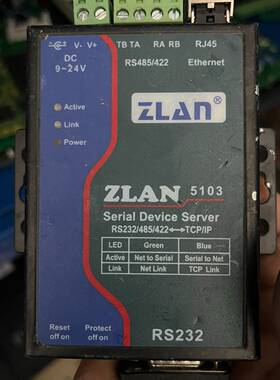 V- V+ TB TA RA RB RJ45
DC
9~24V
RS485/422 Ethernet
ZLAN®
Active
Link
Power
ZLAN 5103
Serial Device Server
RS232/485/422⟷TCP/IP
LED Green Blue
Active Net to Serial Serial to Net
Link Net Link TCP Link
Reset Protect
off on off on
RS232